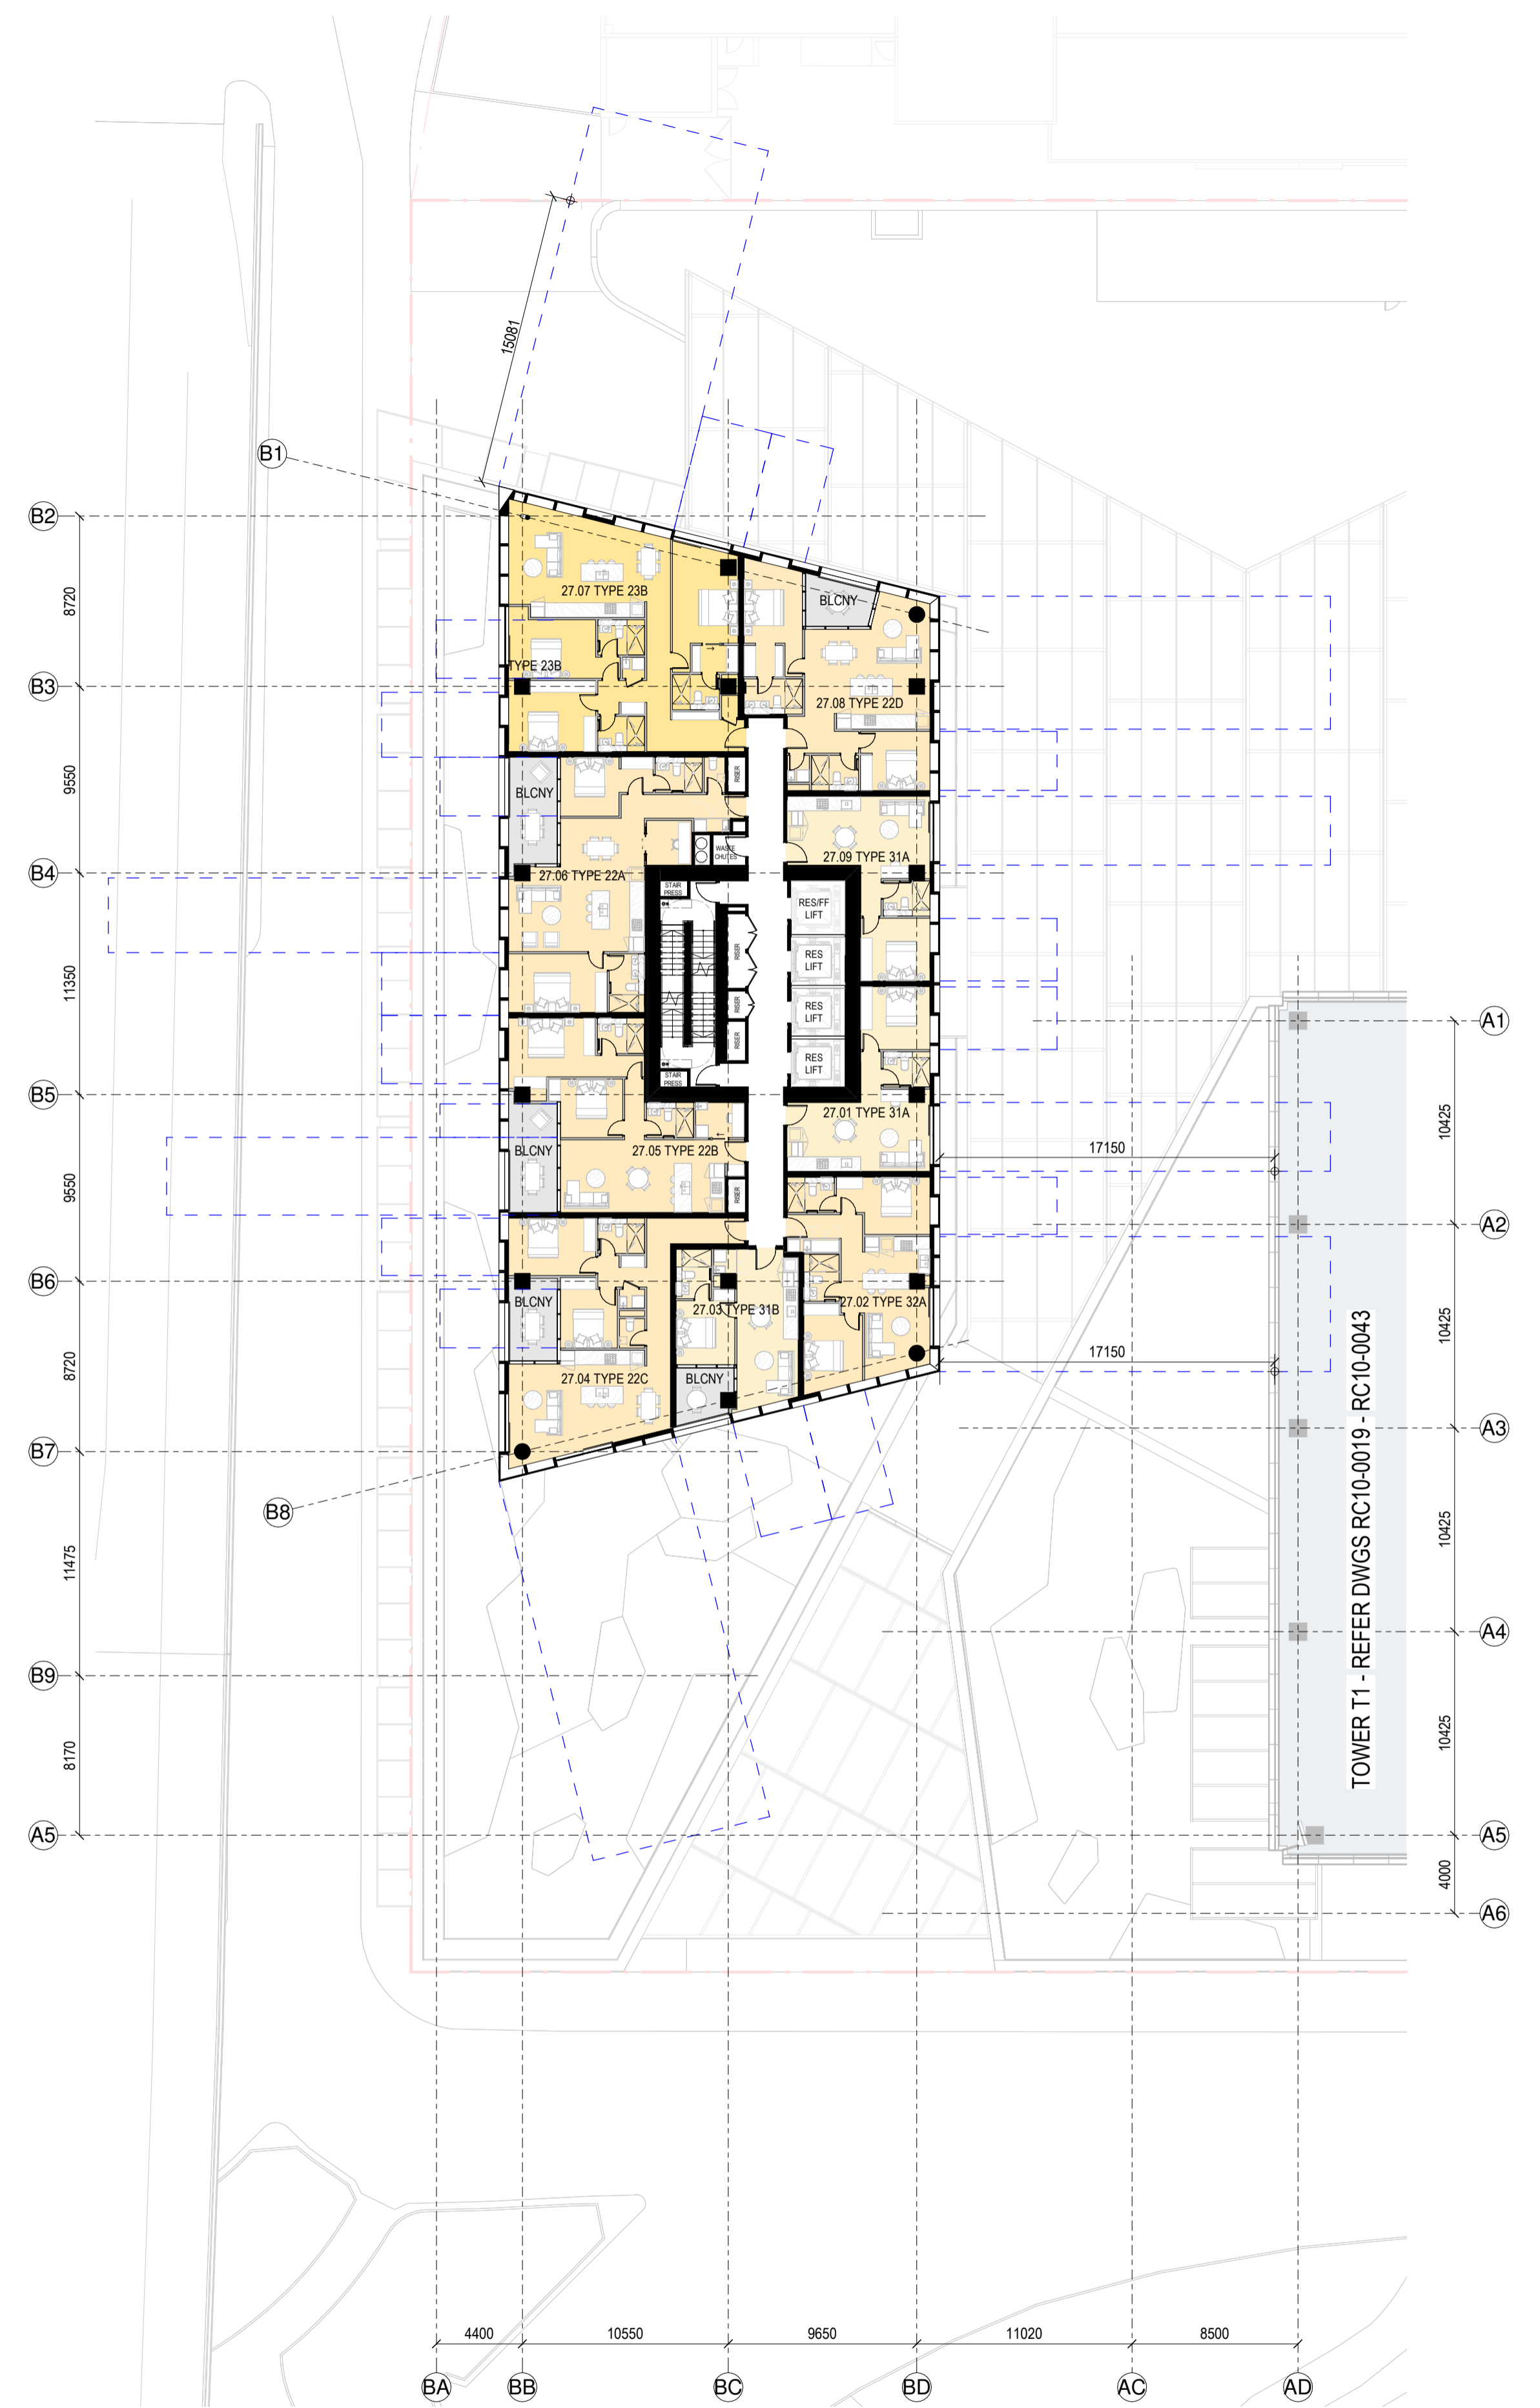 15081
B1
B2
8720
27.07 TYPE 23B
BLCNY
TYPE 23B
B3
27.08 TYPE 22D
9550
RISER
BLCNY
WASTE
CHUTES
27.09 TYPE 31A
B4
27.06 TYPE 22A
STAIR
PRESS
RES/FF
LIFT
RISER
RES
LIFT
11350
RISER
RES
LIFT
A1
RISER
RES
LIFT
STAIR
PRESS
B5
27.01 TYPE 31A
10425
BLCNY
27.05 TYPE 22B
17150
9550
RISER
A2
B6
BLCNY
27.03 TYPE 31B
27.02 TYPE 32A
10425
8720
27.04 TYPE 22C
BLCNY
17150
A3
B7
TOWER T1 - REFER DWGS RC10-0019 - RC10-0043
B8
11475
10425
A4
B9
8170
10425
A5
A5
4000
A6
4400
10550
9650
11020
8500
BA
BB
BC
BD
AC
AD